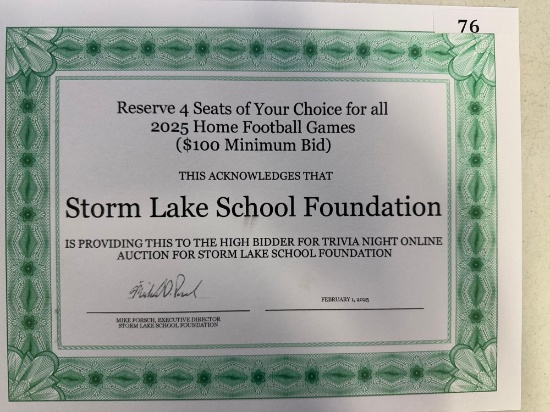 76
Reserve 4 Seats of Your Choice for all
2025 Home Football Games
($100 Minimum Bid)
THIS ACKNOWLEDGES THAT
Storm Lake School Foundation
IS PROVIDING THIS TO THE HIGH BIDDER FOR TRIVIA NIGHT ONLINE
AUCTION FOR STORM LAKE SCHOOL FOUNDATION
FEBRUARY 1, 2025
MIKE PORSCH, EXECUTIVE DIRECTOR
STORM LAKE SCHOOL FOUNDATION